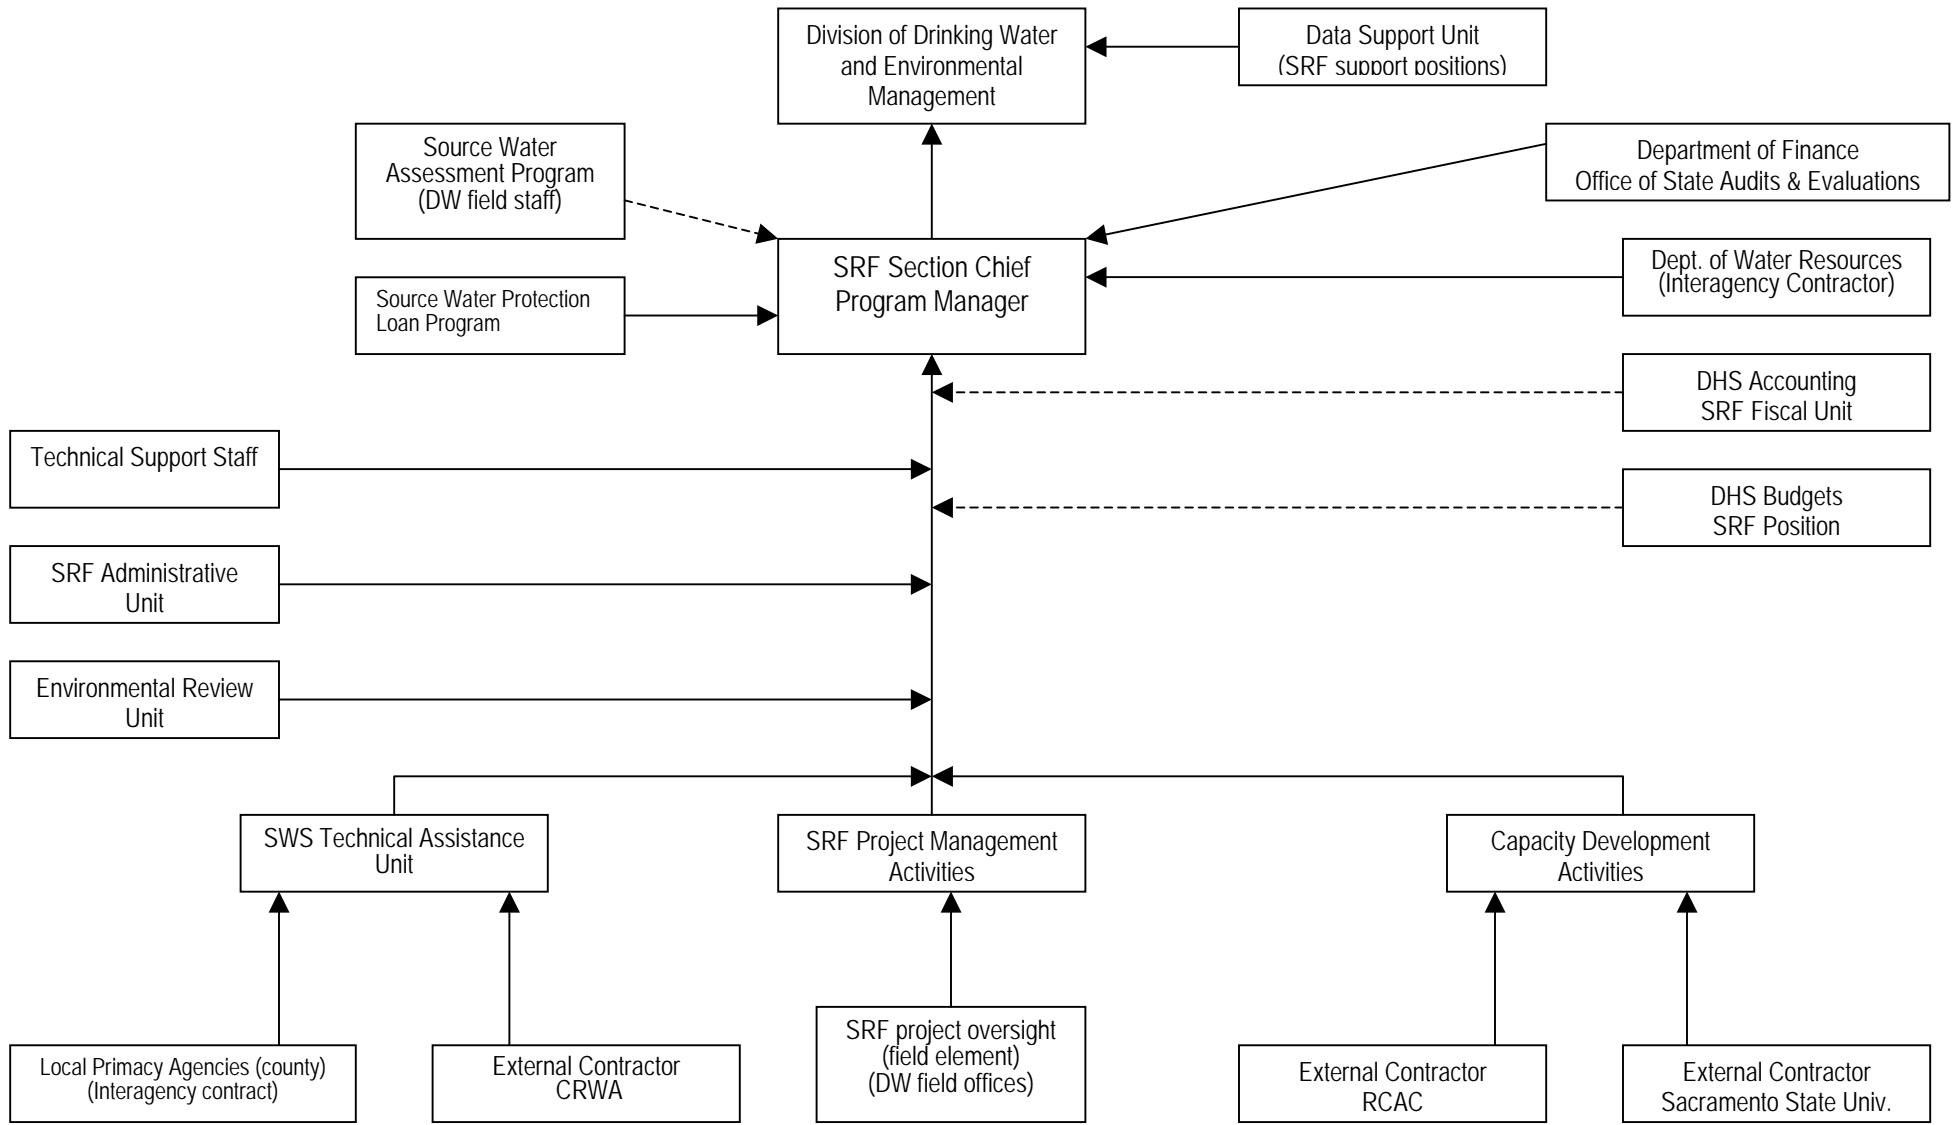 Division of Drinking Water
and Environmental
Management
Data Support Unit
(SRF support positions)
Source Water
Assessment Program
(DW field staff)
Department of Finance
Office of State Audits & Evaluations
SRF Section Chief
Program Manager
Dept. of Water Resources
(Interagency Contractor)
Source Water Protection
Loan Program
DHS Accounting
SRF Fiscal Unit
Technical Support Staff
DHS Budgets
SRF Position
SRF Administrative
Unit
Environmental Review
Unit
SWS Technical Assistance
Unit
SRF Project Management
Activities
Capacity Development
Activities
Local Primacy Agencies (county)
(Interagency contract)
External Contractor
CRWA
SRF project oversight
(field element)
(DW field offices)
External Contractor
RCAC
External Contractor
Sacramento State Univ.